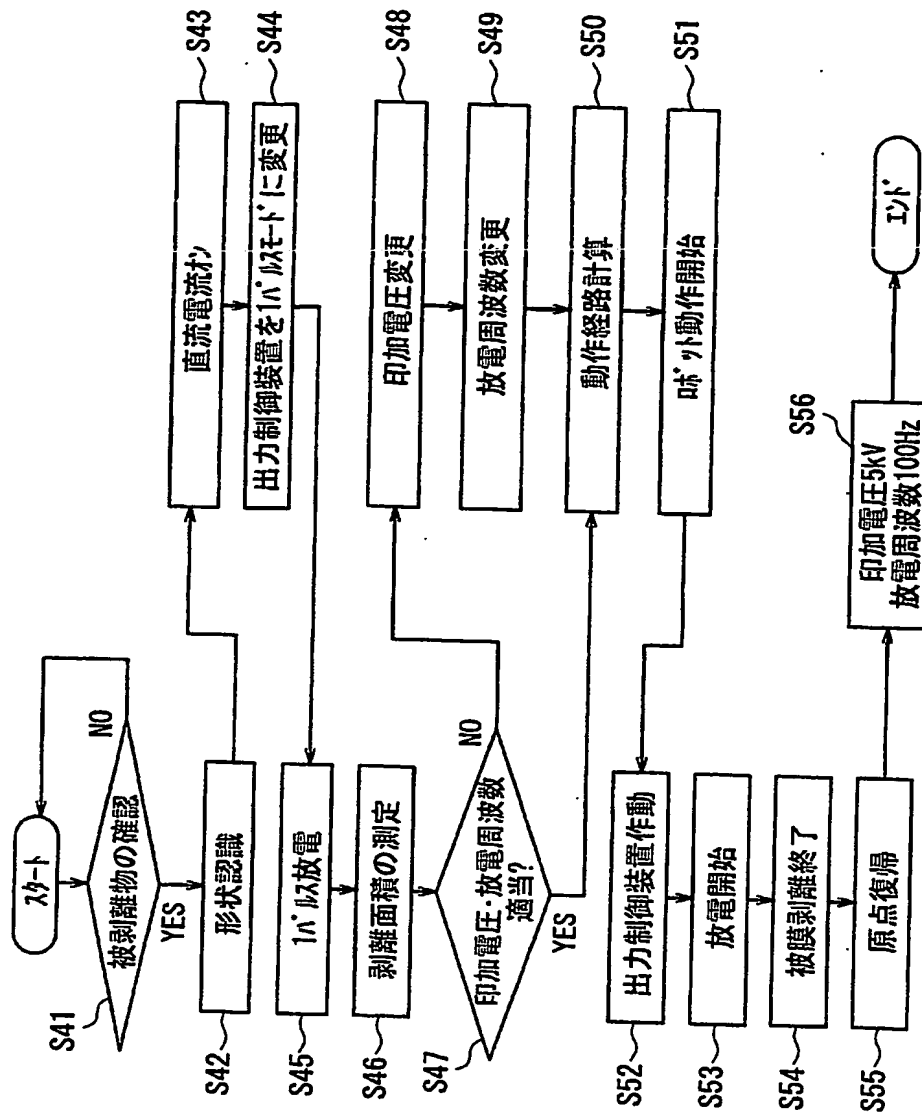 スタート
S41
被剥離物の確認
NO
YES
S42
形状認識
S43
直流電流オン
S44
出力制御装置を1パルスモードに変更
S45
1パルス放電
S46
剥離面積の測定
S47
印加電圧・放電周波数
適当?
NO
YES
S48
印加電圧変更
S49
放電周波数変更
S50
動作経路計算
S51
ロボット動作開始
S52
出力制御装置作動
S53
放電開始
S54
被膜剥離終了
S55
原点復帰
S56
印加電圧5kV
放電周波数100Hz
エンド